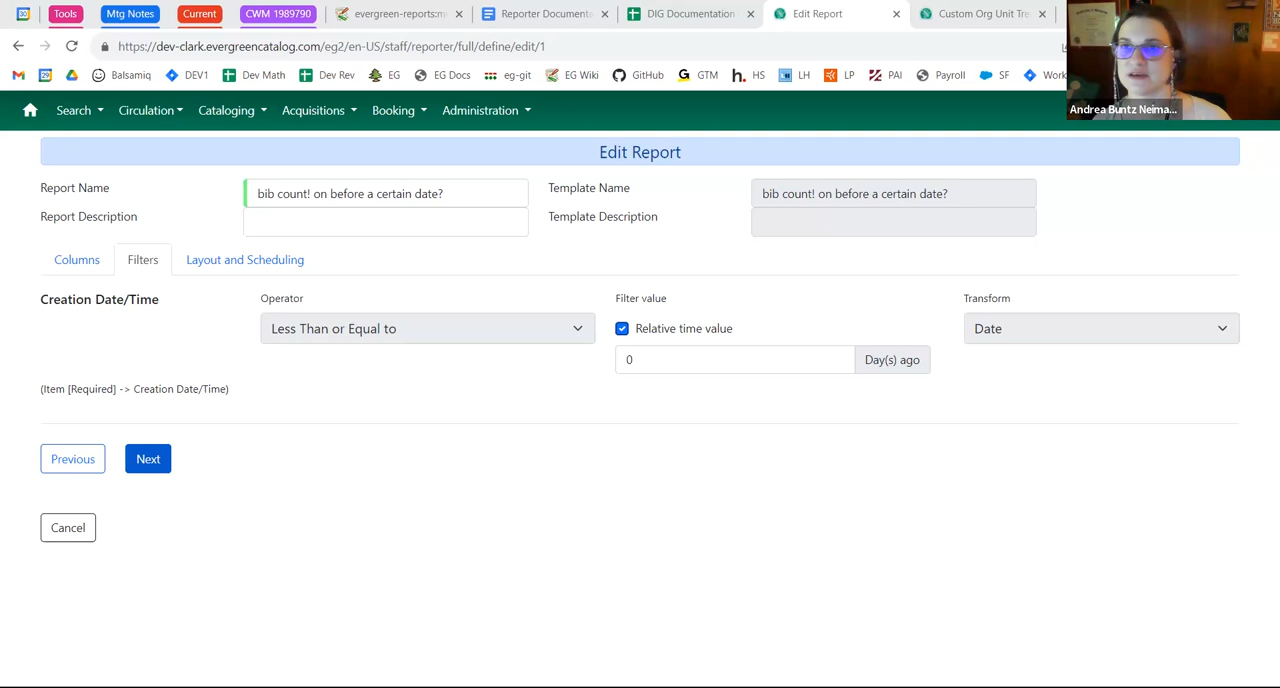 30 Tools Mtg Notes Current CWM 1989790 evergreen-reports:m Reporter Document DIG Documentation Edit Report Custom Org Unit Tre
https://dev-clark.evergreencatalog.com/eg2/en-US/staff/reporter/full/define/edit/1
Balsamiq DEV1 Dev Math Dev Rev EG EG Docs eg-git EG Wiki GitHub GTM h. HS LH LP PAI Payroll SF Work
Andrea Buntz Neima...
Search Circulation Cataloging Acquisitions Booking Administration
Edit Report
Report Name bib count! on before a certain date? Template Name bib count! on before a certain date?
Report Description Template Description
Columns Filters Layout and Scheduling
Creation Date/Time Operator Filter value Transform
Less Than or Equal to Relative time value Date
0 Day(s) ago
(Item [Required] -> Creation Date/Time)
Previous Next
Cancel